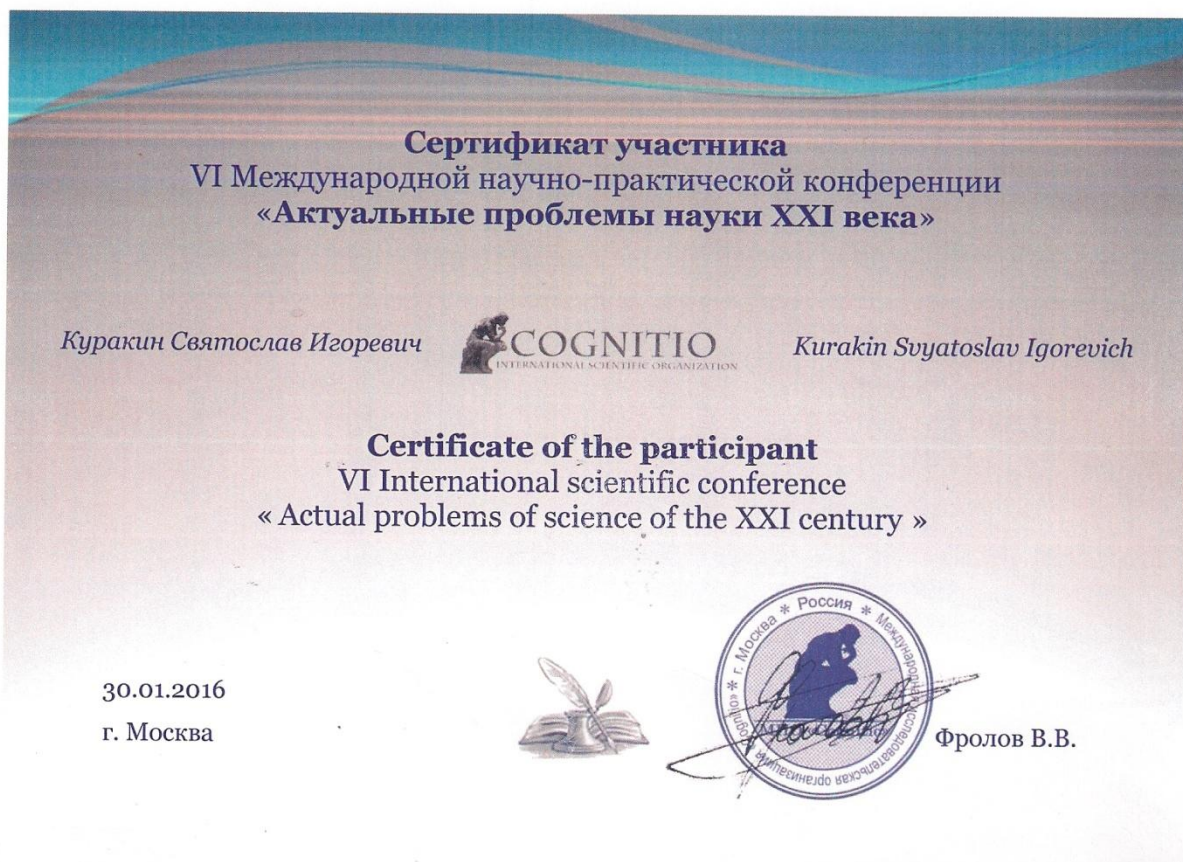 Сертификат участника
VI Международной научно-практической конференции
«Актуальные проблемы науки XXI века»
Куракин Святослав Игоревич
COGNITIO
INTERNATIONAL SCIENTIFIC ORGANIZATION
Kurakin Svyatoslav Igorevich
Certificate of the participant
VI International scientific conference
« Actual problems of science of the XXI century »
30.01.2016
г. Москва
* г. Москва * Россия * Международная исследовательская организация «Cognitio»
Фролов В.В.